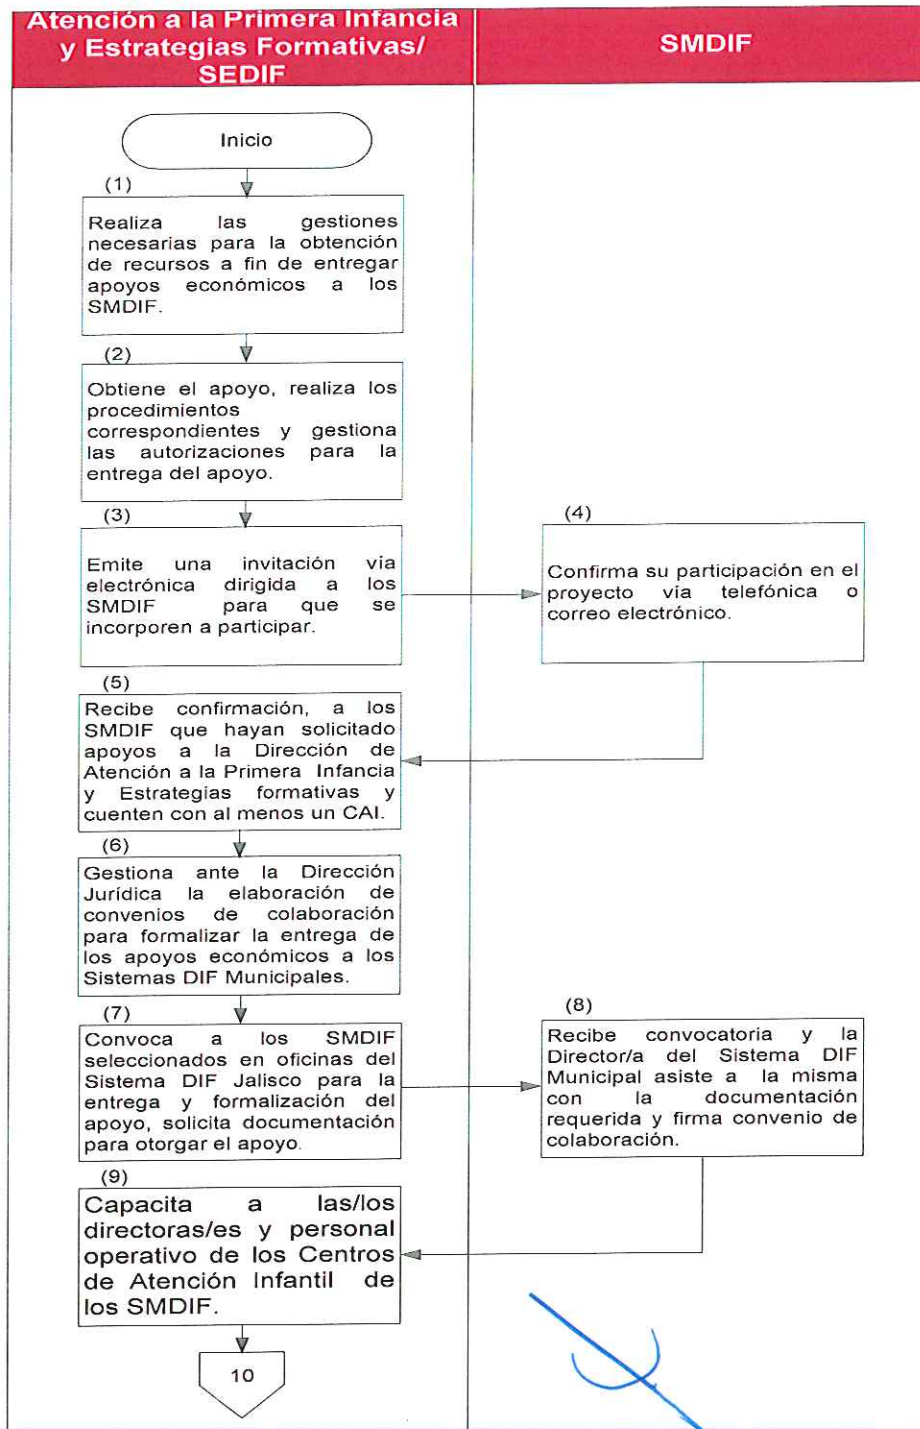 Atención a la Primera Infancia
y Estrategias Formativas/
SEDIF
SMDIF
Inicio
(1)
Realiza las gestiones
necesarias para la obtención
de recursos a fin de entregar
apoyos económicos a los
SMDIF.
(2)
Obtiene el apoyo, realiza los
procedimientos
correspondientes y gestiona
las autorizaciones para la
entrega del apoyo.
(3)
Emite una invitación vía
electrónica dirigida a los
SMDIF para que se
incorporen a participar.
(4)
Confirma su participación en el
proyecto vía telefónica o
correo electrónico.
(5)
Recibe confirmación, a los
SMDIF que hayan solicitado
apoyos a la Dirección de
Atención a la Primera Infancia
y Estrategias formativas y
cuenten con al menos un CAI.
(6)
Gestiona ante la Dirección
Jurídica la elaboración de
convenios de colaboración
para formalizar la entrega de
los apoyos económicos a los
Sistemas DIF Municipales.
(7)
Convoca a los SMDIF
seleccionados en oficinas del
Sistema DIF Jalisco para la
entrega y formalización del
apoyo, solicita documentación
para otorgar el apoyo.
(8)
Recibe convocatoria y la
Director/a del Sistema DIF
Municipal asiste a la misma
con la documentación
requerida y firma convenio de
colaboración.
(9)
Capacita a las/los
directoras/es y personal
operativo de los Centros
de Atención Infantil de
los SMDIF.
10